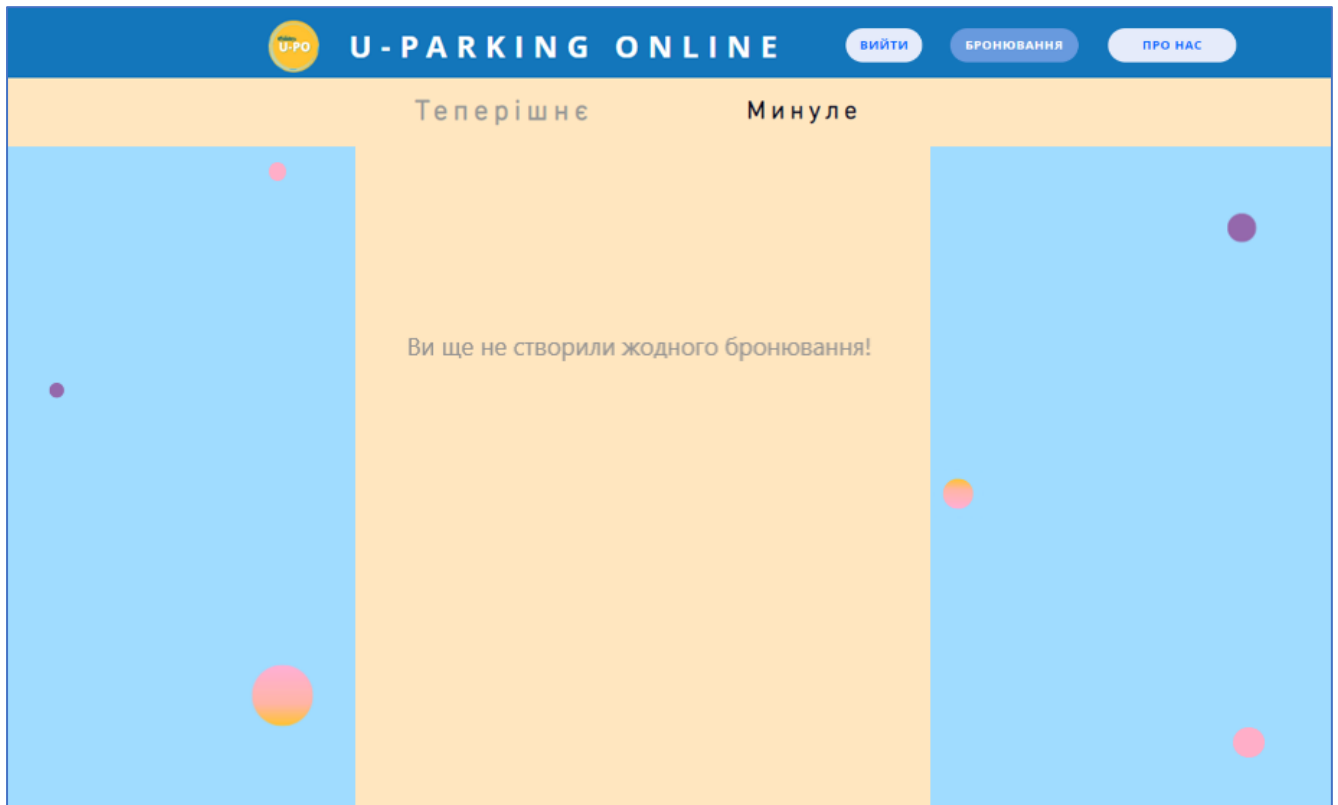 U-PO
U-PARKING ONLINE
ВИЙТИ
БРОНЮВАННЯ
ПРО НАС
Теперішнє
Минуле
Ви ще не створили жодного бронювання!